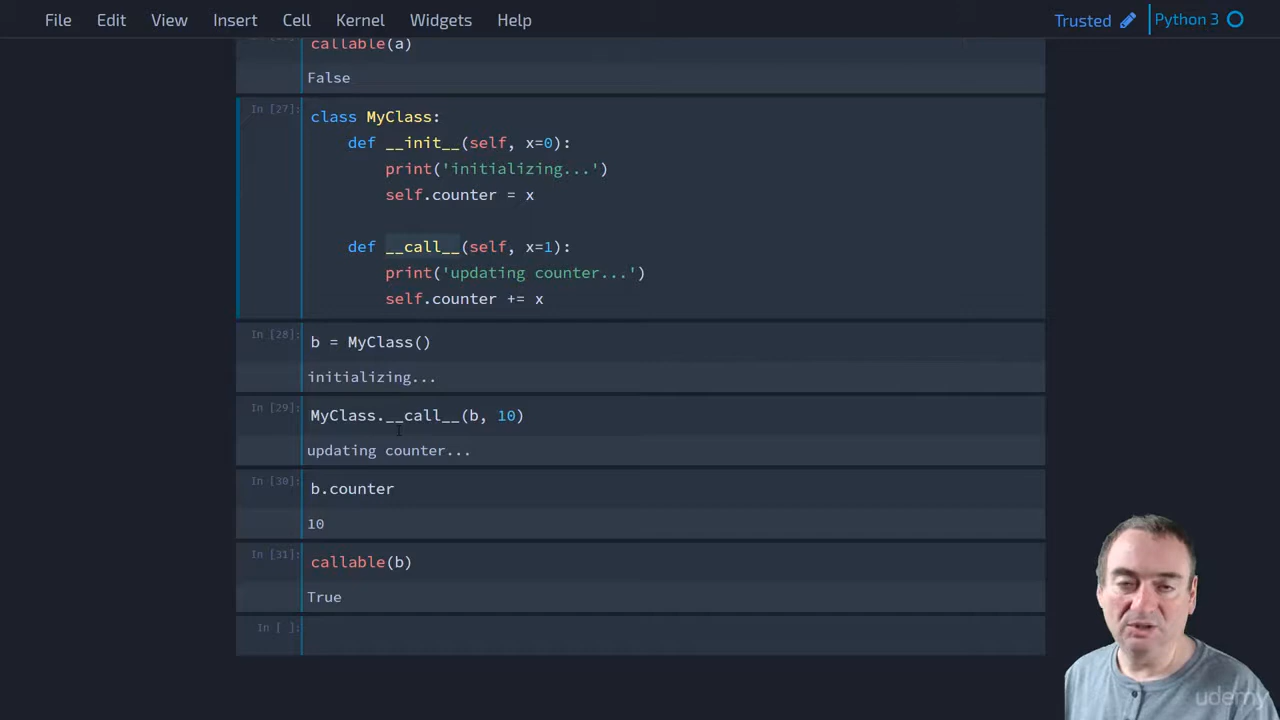 File Edit View Insert Cell Kernel Widgets Help Trusted Python 3
callable(a)
False
In [27]:
class MyClass:
    def __init__(self, x=0):
        print('initializing...')
        self.counter = x
    def __call__(self, x=1):
        print('updating counter...')
        self.counter += x
In [28]:
b = MyClass()
initializing...
In [29]:
MyClass.__call__(b, 10)
updating counter...
In [30]:
b.counter
10
In [31]:
callable(b)
True
In [ ]:
udemy